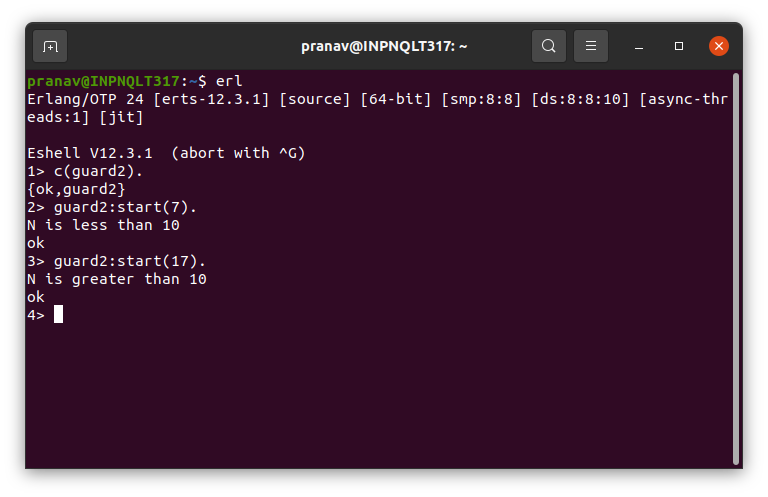 pranav@INPNQLT317: ~
pranav@INPNQLT317:~$ erl
Erlang/OTP 24 [erts-12.3.1] [source] [64-bit] [smp:8:8] [ds:8:8:10] [async-thr
eads:1] [jit]
Eshell V12.3.1  (abort with ^G)
1> c(guard2).
{ok,guard2}
2> guard2:start(7).
N is less than 10
ok
3> guard2:start(17).
N is greater than 10
ok
4>